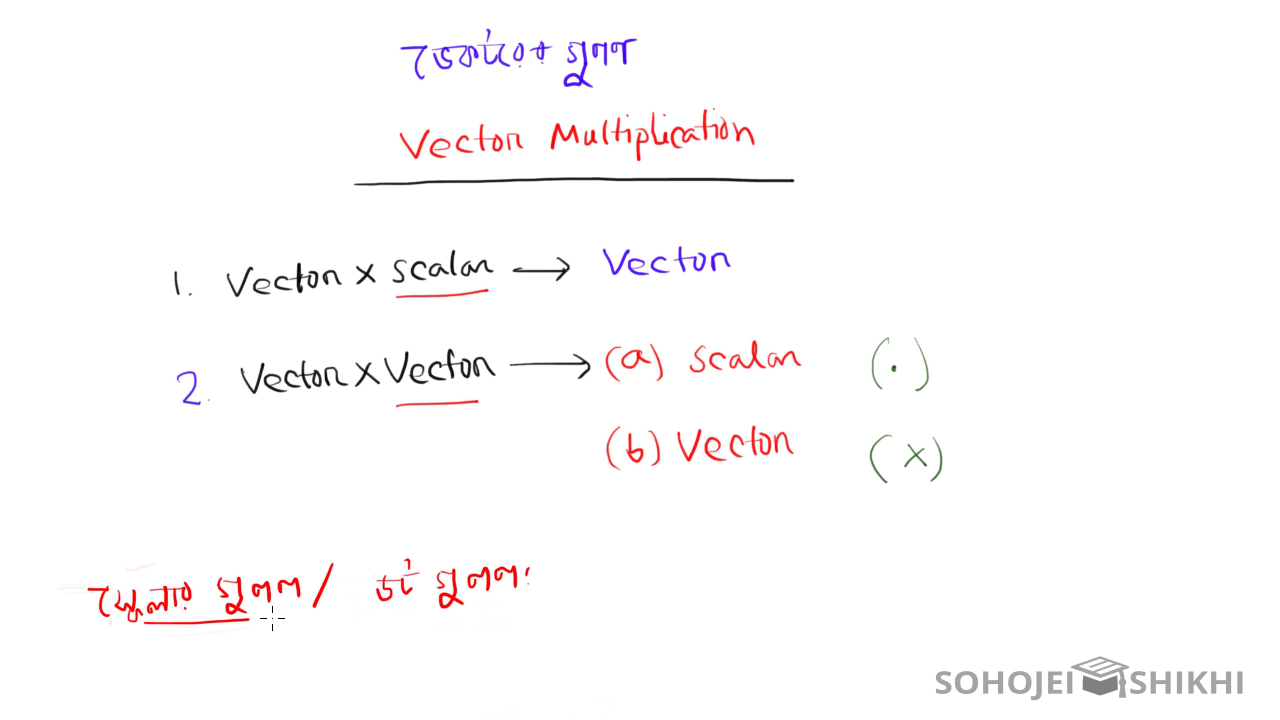 ভেক্টরের গুণন
Vector Multiplication
1. Vector × scalar → Vector
2. Vector × Vector → (a) scalar (·)
(b) Vector (×)
স্কেলার গুণন / ডট গুণন
SOHOJEI SHIKHI